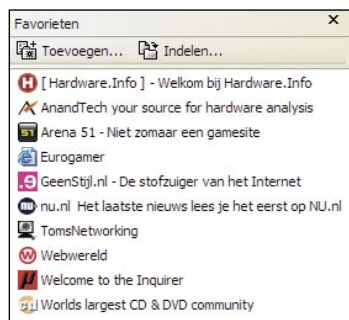 Favorieten
Toevoegen... Indelen...
[ Hardware.Info ] - Welkom bij Hardware.Info
AnandTech your source for hardware analysis
Arena 51 - Niet zomaar een gamesite
Eurogamer
GeenStijl.nl - De stofzuiger van het Internet
nu.nl Het laatste nieuws lees je het eerst op NU.nl
TomsNetworking
Webwereld
Welcome to the Inquirer
Worlds largest CD & DVD community